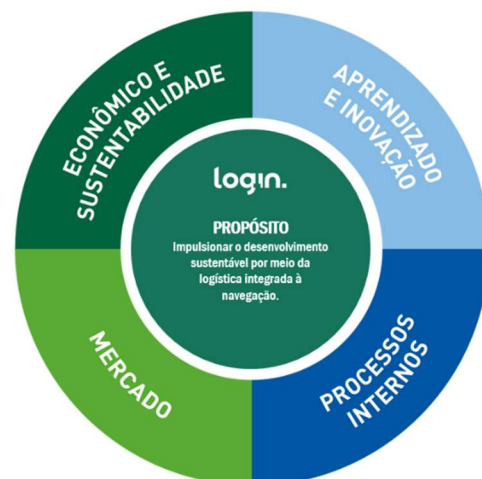 ECONÔMICO E
SUSTENTABILIDADE
APRENDIZADO
E INOVAÇÃO
login.
PROPÓSITO
Impulsionar o desenvolvimento
sustentável por meio da
logística integrada à
navegação.
MERCADO
PROCESSOS
INTERNOS